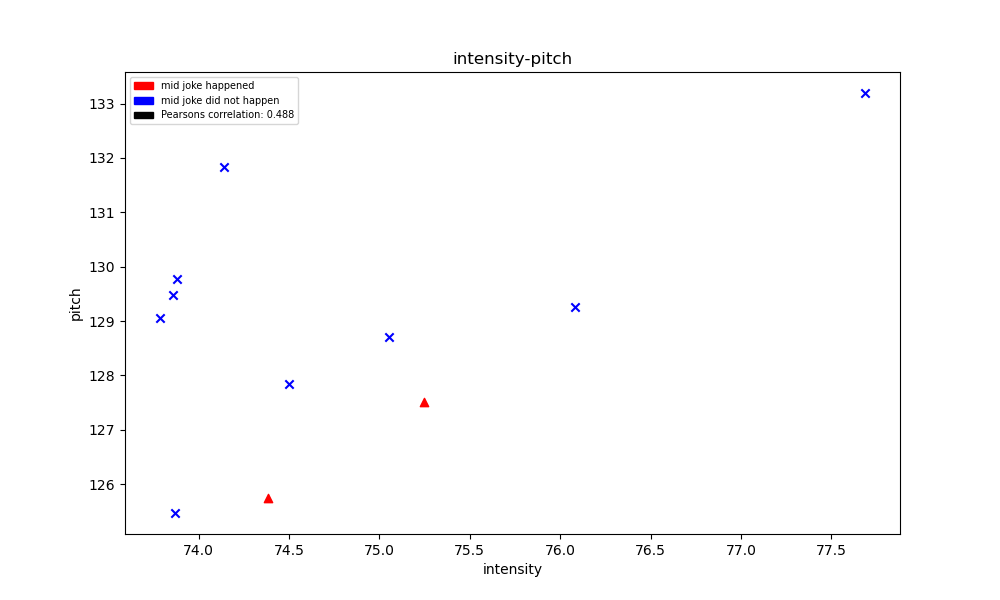 intensity-pitch
mid joke happened
mid joke did not happen
Pearsons correlation: 0.488
133
132
131
130
129
128
127
126
pitch
74.0 74.5 75.0 75.5 76.0 76.5 77.0 77.5
intensity